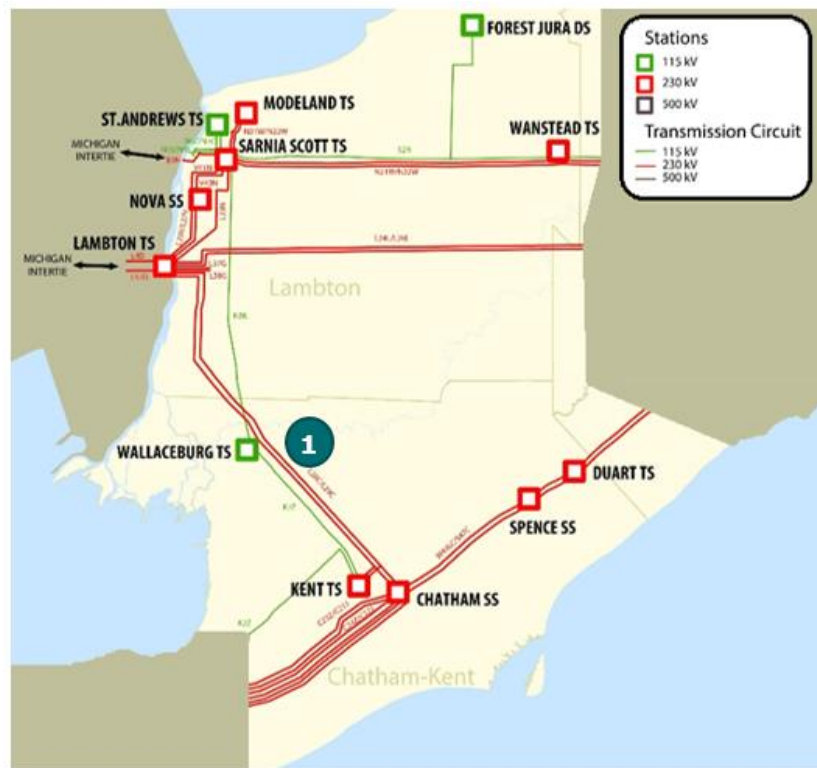 FOREST JURA DS
Stations
115 kV
230 kV
500 kV
Transmission Circuit
115 kV
230 kV
500 kV
MODELAND TS
ST.ANDREWS TS
WANSTEAD TS
MICHIGAN
INTERTIE
SARNIA SCOTT TS
NOVA SS
LAMBTON TS
MICHIGAN
INTERTIE
Lambton
1
WALLACEBURG TS
DUART TS
SPENCE SS
KENT TS
CHATHAM SS
Chatham-Kent